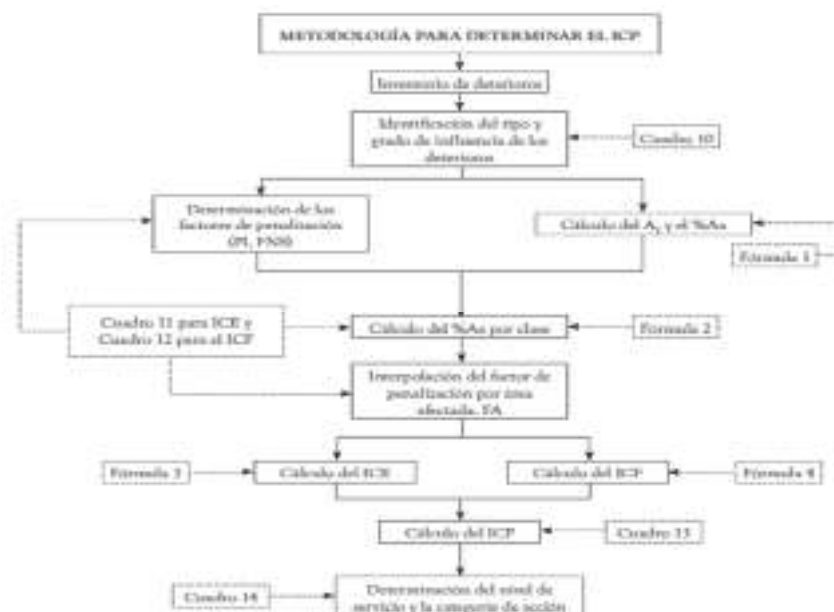 METODOLOGÍA PARA DETERMINAR EL ICP
Inventario de deterioros
Identificación del tipo y
grado de influencia de los
deterioros
Cuadro 10
Determinación de los
factores de penalización
(PI, FNS)
Cálculo del A, y el %As
Fórmula 1
Cuadro 11 para ICE y
Cuadro 12 para el ICF
Cálculo del %As por clase
Fórmula 2
Interpolación del factor de
penalización por área
afectada, FA
Fórmula 3
Cálculo del ICE
Cálculo del ICF
Fórmula 4
Cálculo del ICP
Cuadro 13
Cuadro 14
Determinación del nivel de
servicio y la categoría de acción